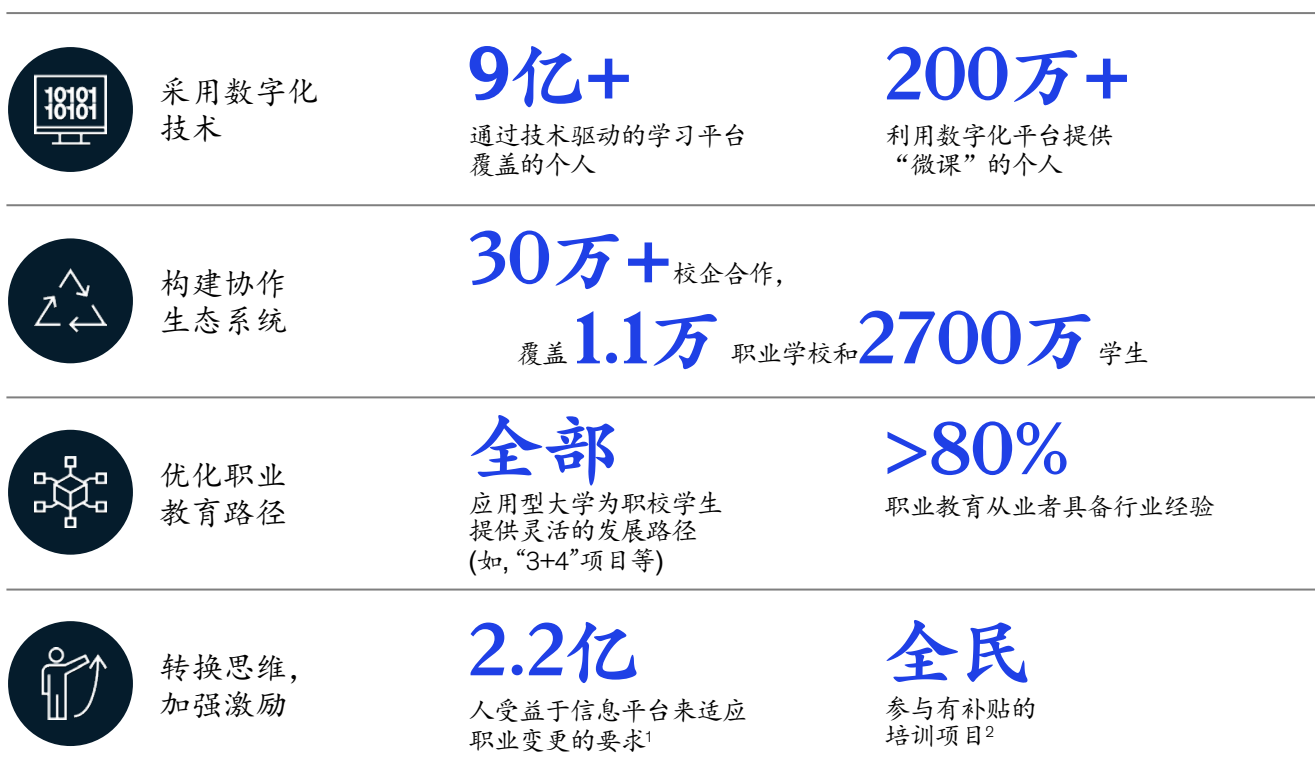 10101
10101
采用数字化
技术
9亿+
通过技术驱动的学习平台
覆盖的个人
200万+
利用数字化平台提供
“微课”的个人
构建协作
生态系统
30万+校企合作,
覆盖1.1万 职业学校和2700万 学生
优化职业
教育路径
全部
应用型大学为职校学生
提供灵活的发展路径
(如, “3+4”项目等)
>80%
职业教育从业者具备行业经验
转换思维,
加强激励
2.2亿
人受益于信息平台来适应
职业变更的要求1
全民
参与有补贴的
培训项目2